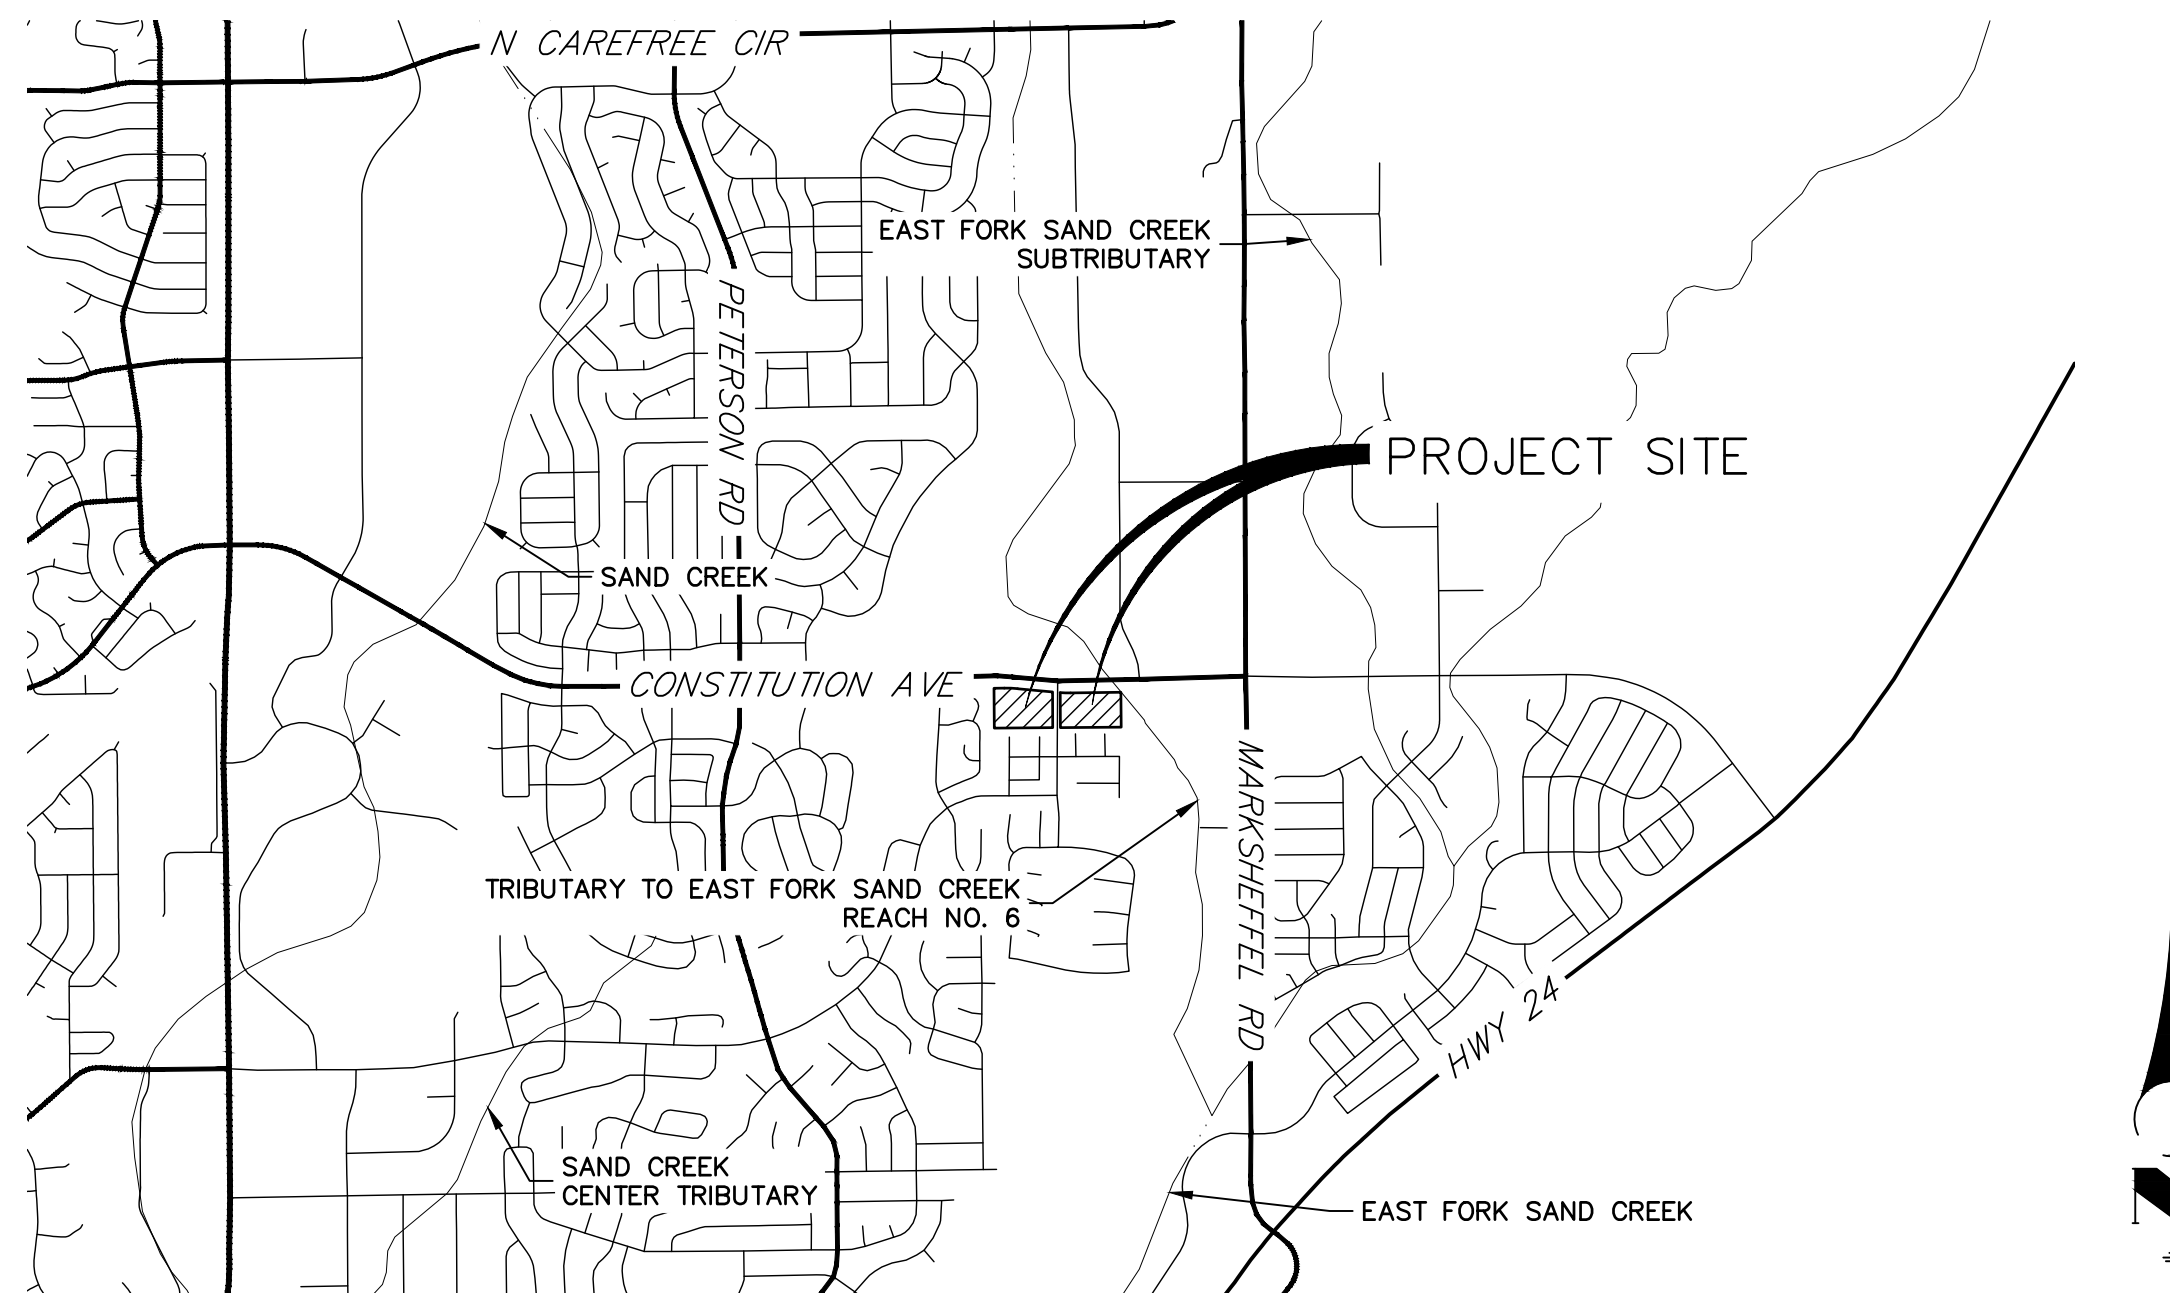 N CAREFREE CIR
EAST FORK SAND CREEK
SUBTRIBUTARY
PETERSON RD
PROJECT SITE
SAND CREEK
CONSTITUTION AVE
MARKSHEFFEL RD
TRIBUTARY TO EAST FORK SAND CREEK
REACH NO. 6
HWY 24
SAND CREEK
CENTER TRIBUTARY
EAST FORK SAND CREEK